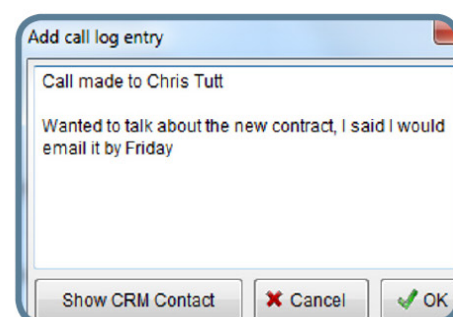 Add call log entry
Call made to Chris Tutt
Wanted to talk about the new contract, I said I would
email it by Friday
Show CRM Contact
Cancel
OK